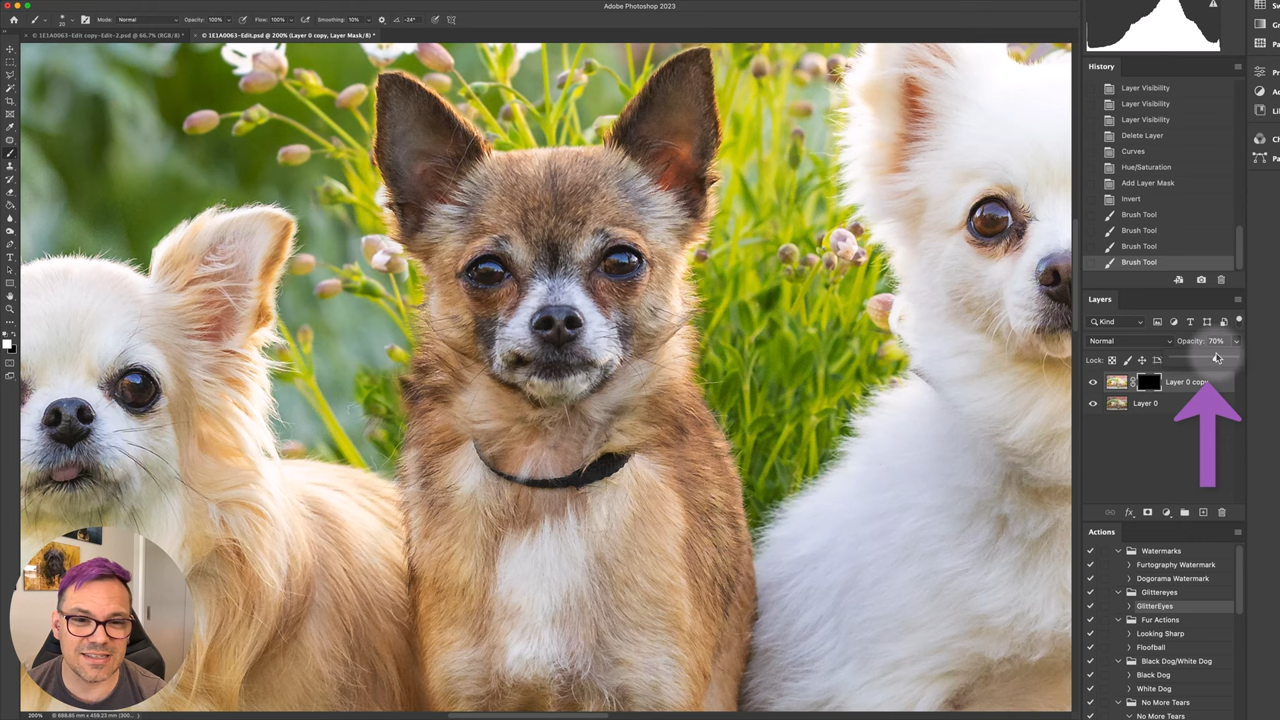 Adobe Photoshop 2023
20
Mode: Normal
Opacity: 100%
Flow: 100%
Smoothing: 10%
-24°
× © 1E1A0063-Edit copy-Edit-2.psd @ 66.7% (RGB/8) *
× © 1E1A0063-Edit.psd @ 200% (Layer 0 copy, Layer Mask/8) *
History
Layer Visibility
Layer Visibility
Layer Visibility
Delete Layer
Curves
Hue/Saturation
Add Layer Mask
Invert
Brush Tool
Brush Tool
Brush Tool
Brush Tool
Layers
Kind
Normal
Opacity: 70%
Lock:
Layer 0 copy
Layer 0
fx
Actions
Watermarks
Furtography Watermark
Dogorama Watermark
Glittereyes
GlitterEyes
Fur Actions
Looking Sharp
Floofball
Black Dog/White Dog
Black Dog
White Dog
No More Tears
No More Tears
200%